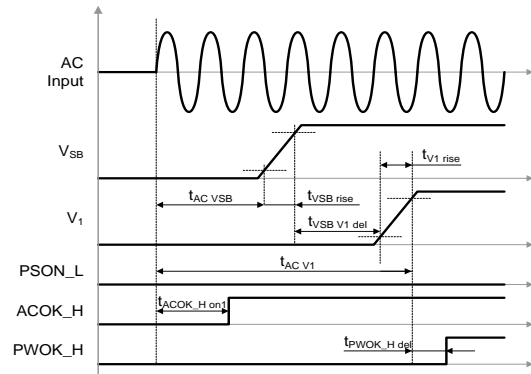 AC
Input
VSB
tV1 rise
tAC VSB
tVSB rise
V1
tVSB V1 del
tAC V1
PSON_L
ACOK_H
tACOK_H on1
PWOK_H
tPWOK_H del